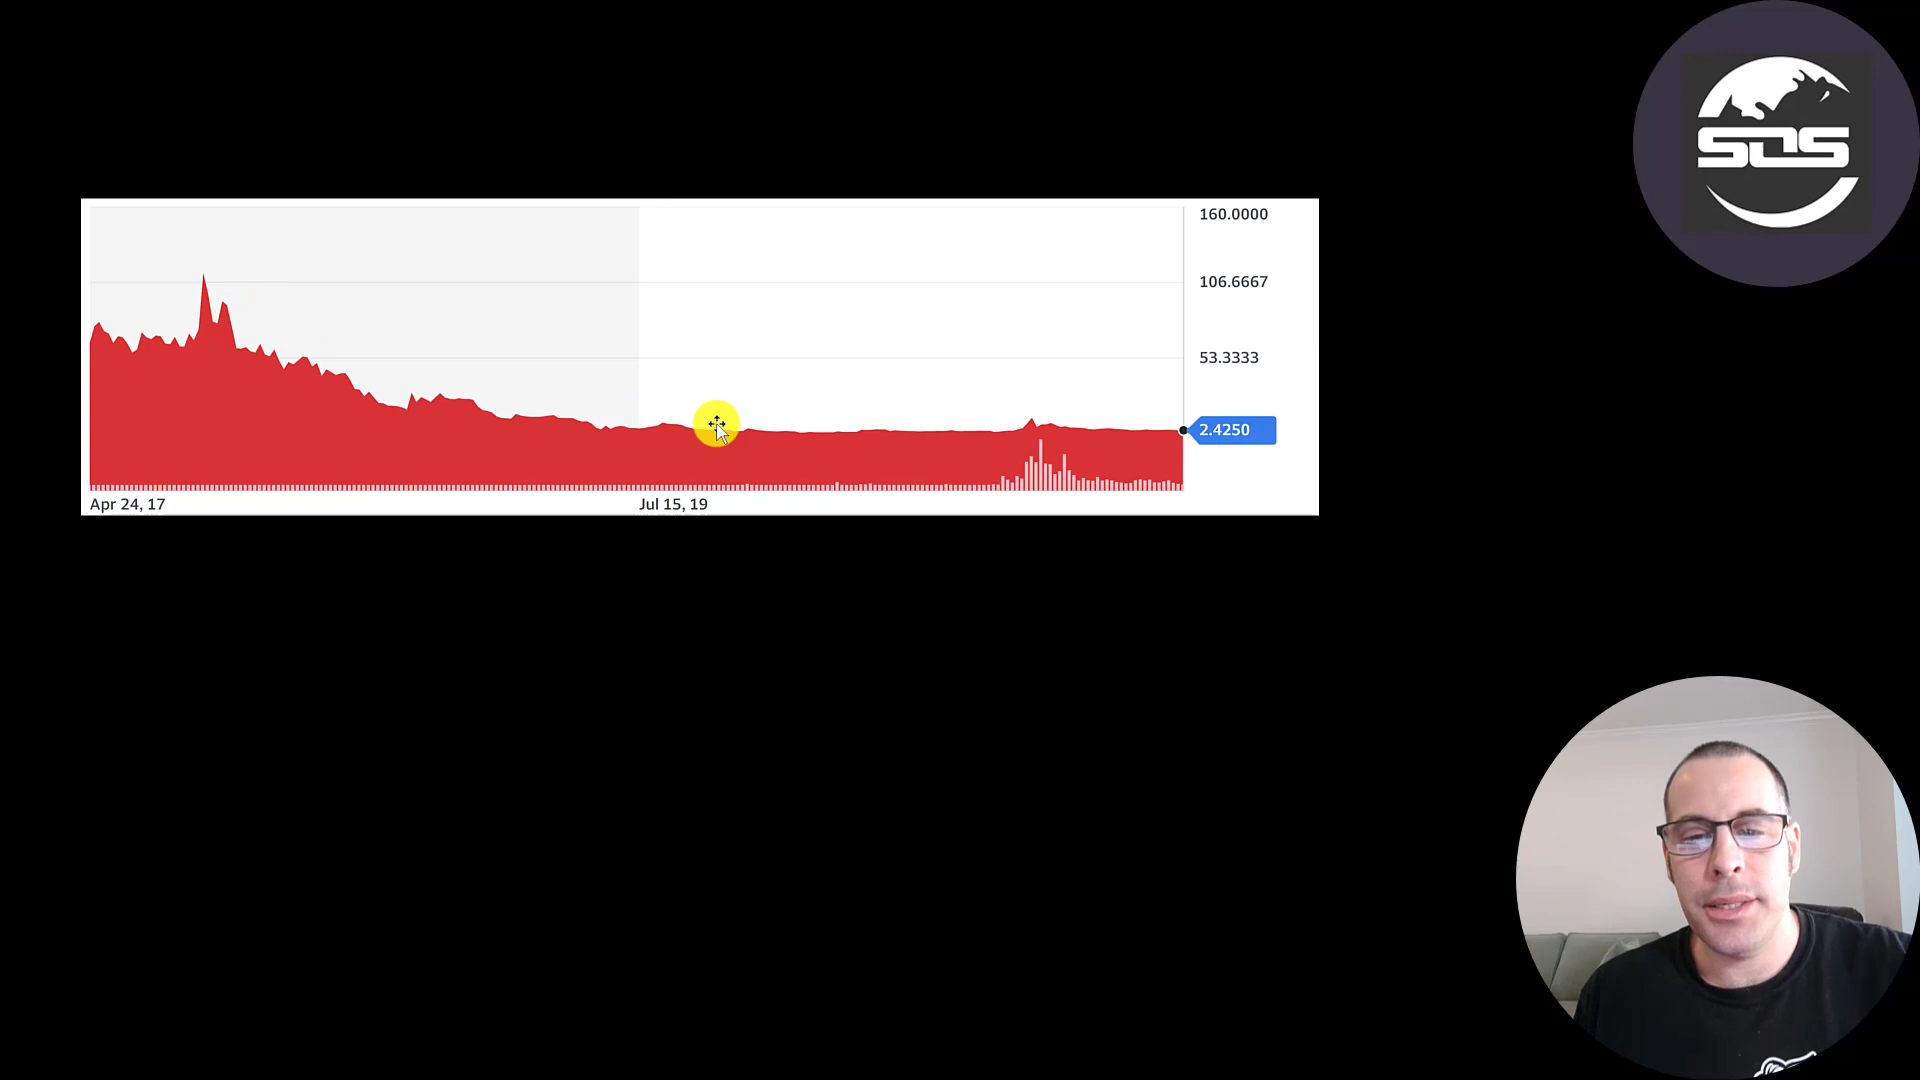 SOS
160.0000
106.6667
53.3333
2.4250
Apr 24, 17
Jul 15, 19